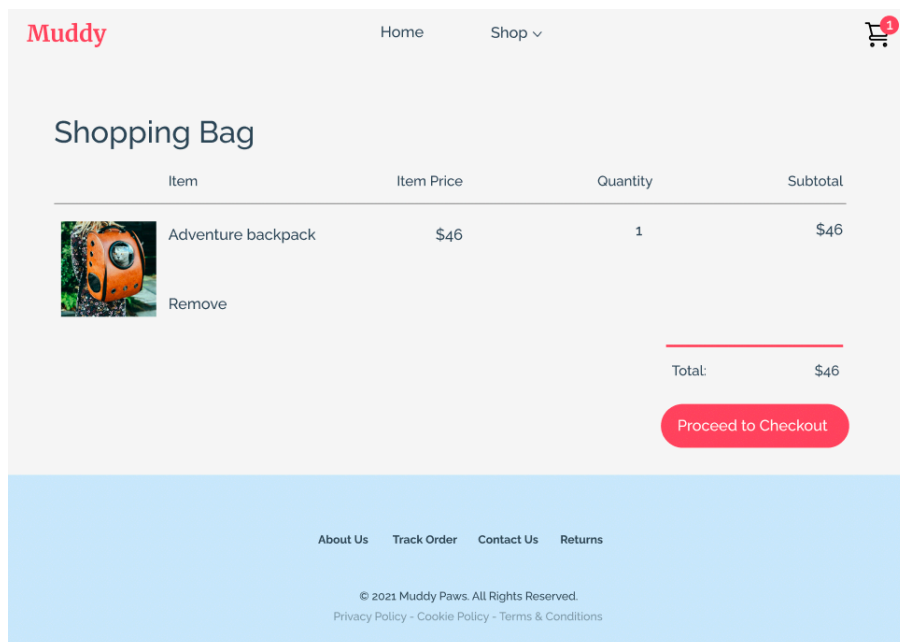 Muddy Home Shop 1
Shopping Bag
Item Item Price Quantity Subtotal
Adventure backpack $46 1 $46
Remove
Total: $46
Proceed to Checkout
About Us Track Order Contact Us Returns
© 2021 Muddy Paws. All Rights Reserved.
Privacy Policy - Cookie Policy - Terms & Conditions